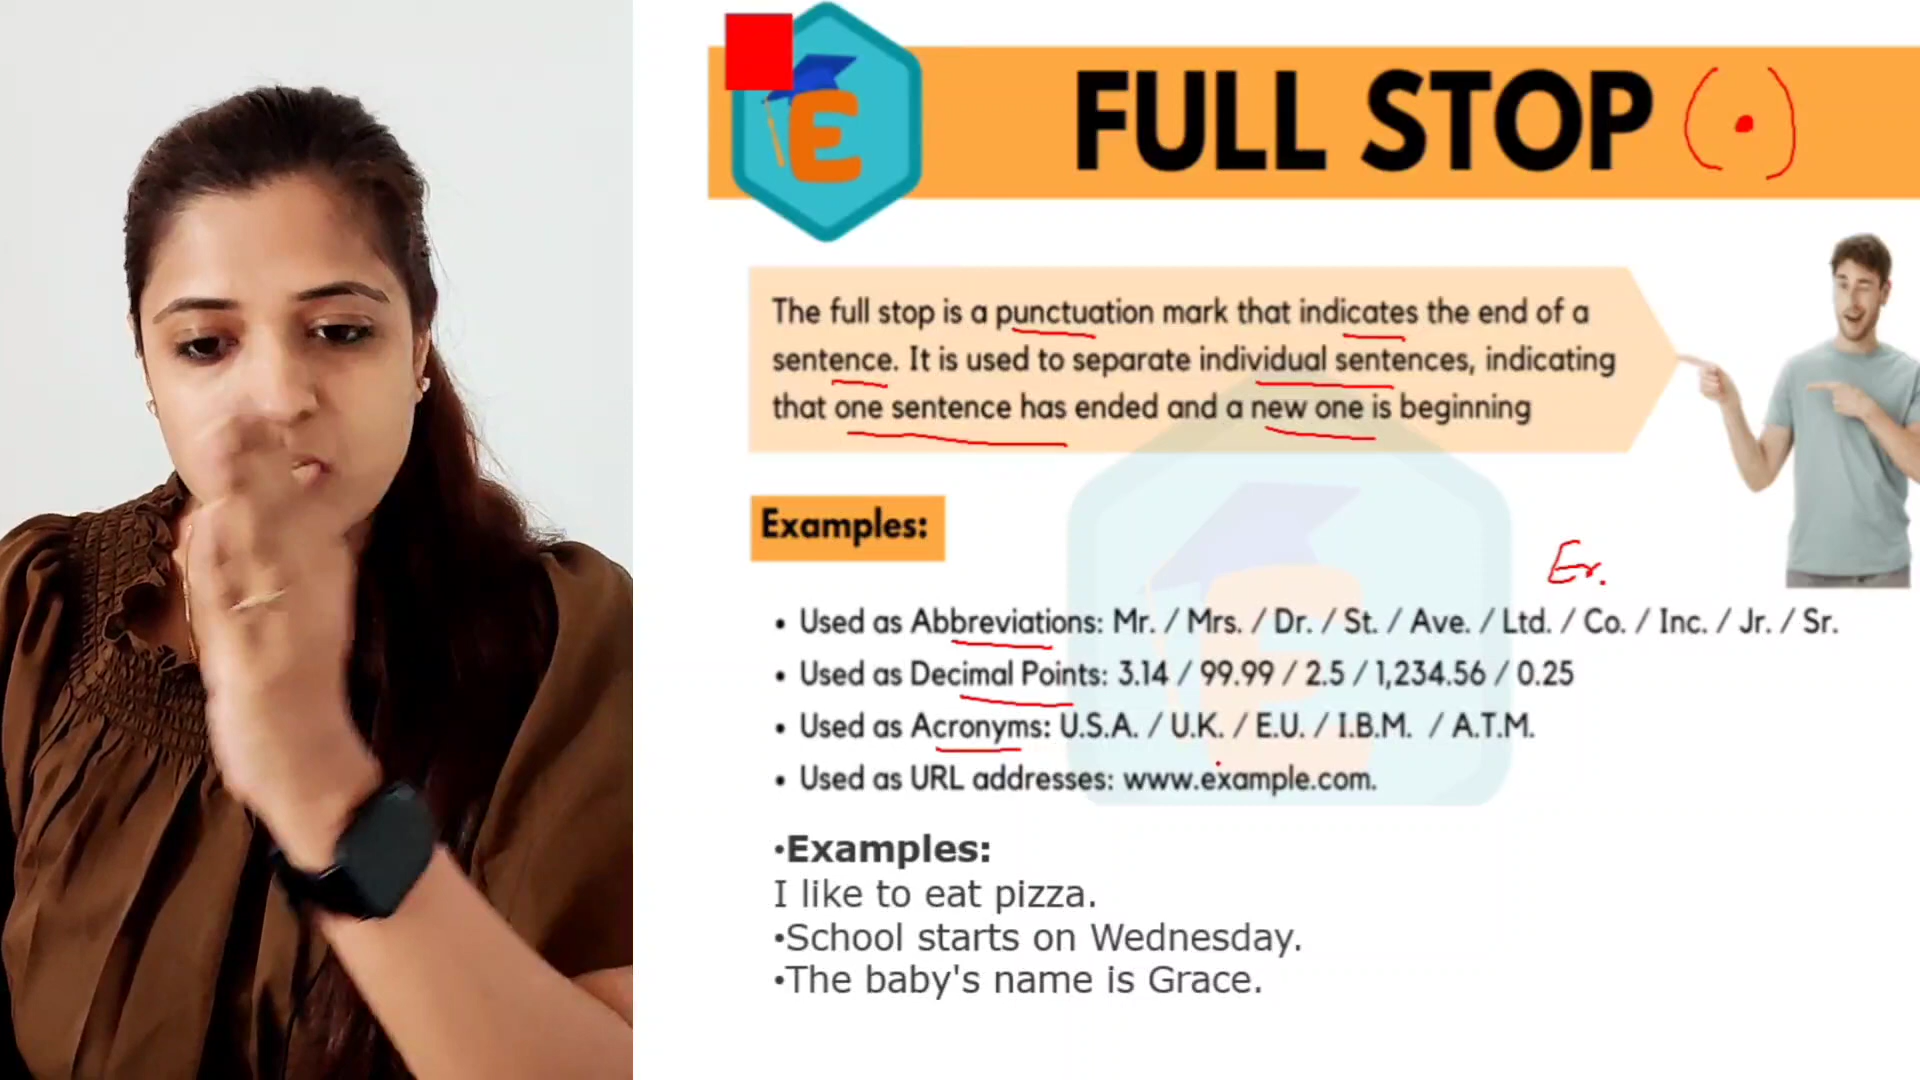 E
FULL STOP (.)
The full stop is a punctuation mark that indicates the end of a
sentence. It is used to separate individual sentences, indicating
that one sentence has ended and a new one is beginning
Examples:
Er.
• Used as Abbreviations: Mr. / Mrs. / Dr. / St. / Ave. / Ltd. / Co. / Inc. / Jr. / Sr.
• Used as Decimal Points: 3.14 / 99.99 / 2.5 / 1,234.56 / 0.25
• Used as Acronyms: U.S.A. / U.K. / E.U. / I.B.M. / A.T.M.
• Used as URL addresses: www.example.com.
•Examples:
I like to eat pizza.
•School starts on Wednesday.
•The baby's name is Grace.